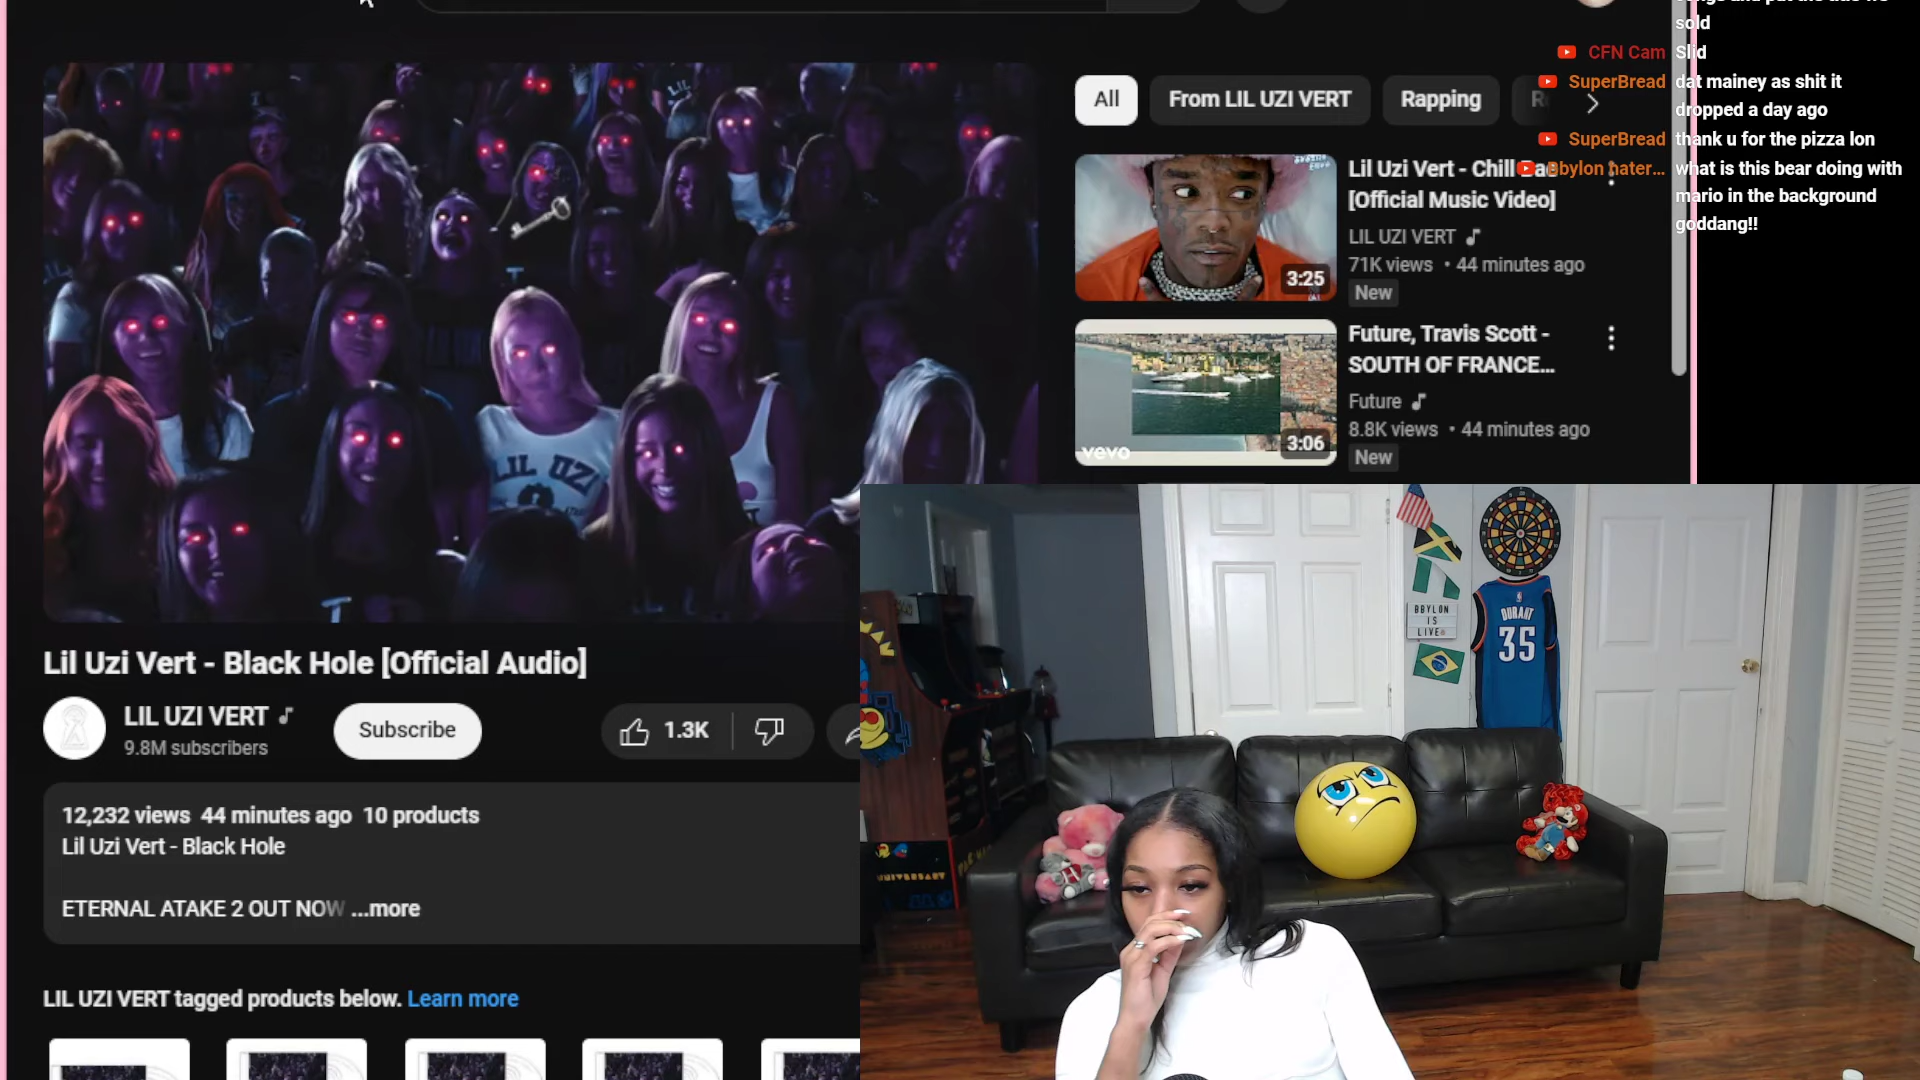 All
From LIL UZI VERT
Rapping
Lil Uzi Vert - Chill
[Official Music Video]
LIL UZI VERT
71K views • 44 minutes ago
New
3:25
Future, Travis Scott -
SOUTH OF FRANCE...
Future
8.8K views • 44 minutes ago
New
3:06
vevo
LIL UZI
Lil Uzi Vert - Black Hole [Official Audio]
LIL UZI VERT
9.8M subscribers
Subscribe
1.3K
12,232 views 44 minutes ago 10 products
Lil Uzi Vert - Black Hole
ETERNAL ATAKE 2 OUT NOW ...more
LIL UZI VERT tagged products below. Learn more
sold
CFN Cam Slid
SuperBread dat mainey as shit it
dropped a day ago
SuperBread thank u for the pizza lon
bbylon hater... what is this bear doing with
mario in the background
goddang!!
BBYLON
IS
LIVE
DURANT
35